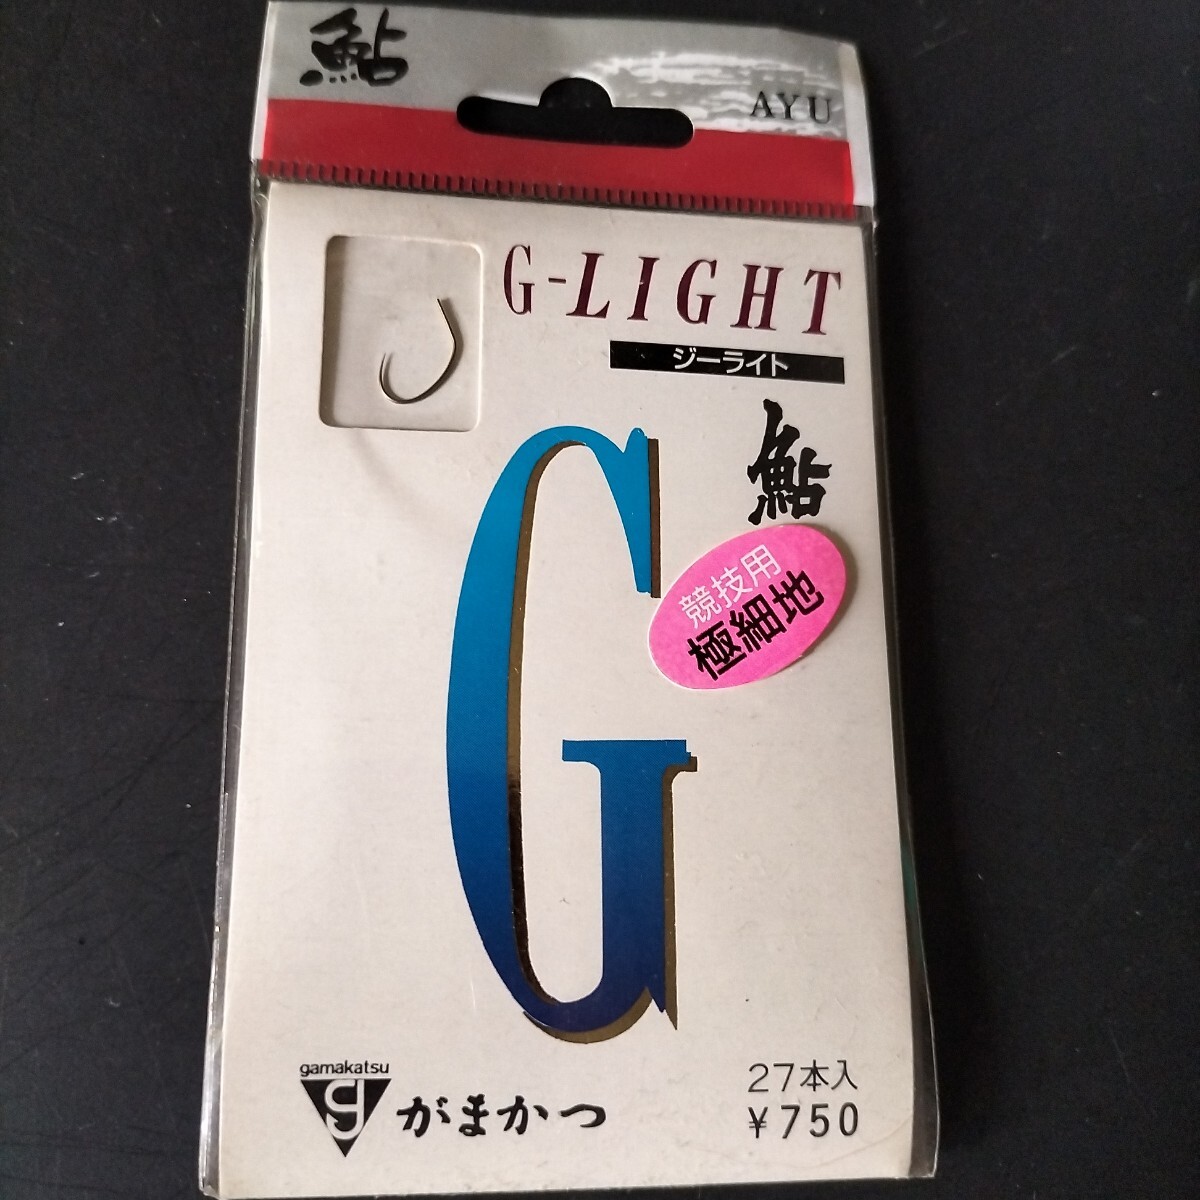 鮎
AYU
G-LIGHT
ジーライト
鮎
競技用
極細地
G
gamakatsu
g
がまかつ
27本入
¥750